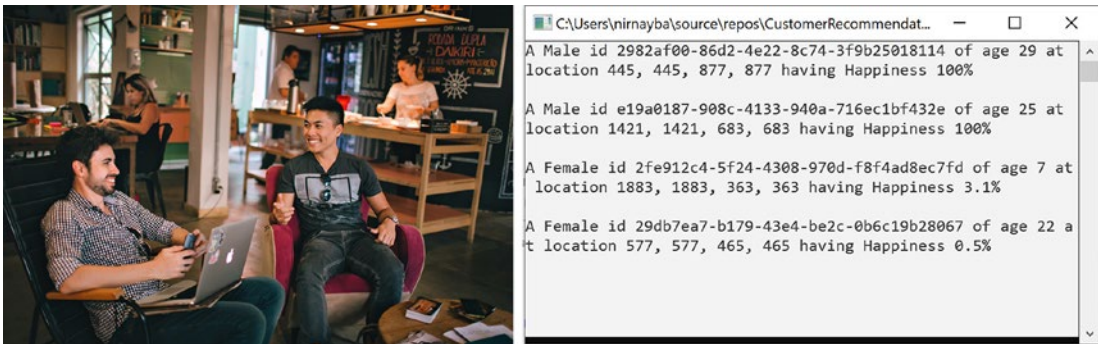 RODADA DUPLA
DAIKIRI
C:\Users\nirnayba\source\repos\CustomerRecommendat...
A Male id 2982af00-86d2-4e22-8c74-3f9b25018114 of age 29 at
location 445, 445, 877, 877 having Happiness 100%
A Male id e19a0187-908c-4133-940a-716ec1bf432e of age 25 at
location 1421, 1421, 683, 683 having Happiness 100%
A Female id 2fe912c4-5f24-4308-970d-f8f4ad8ec7fd of age 7 at
location 1883, 1883, 363, 363 having Happiness 3.1%
A Female id 29db7ea7-b179-43e4-be2c-0b6c19b28067 of age 22 a
t location 577, 577, 465, 465 having Happiness 0.5%